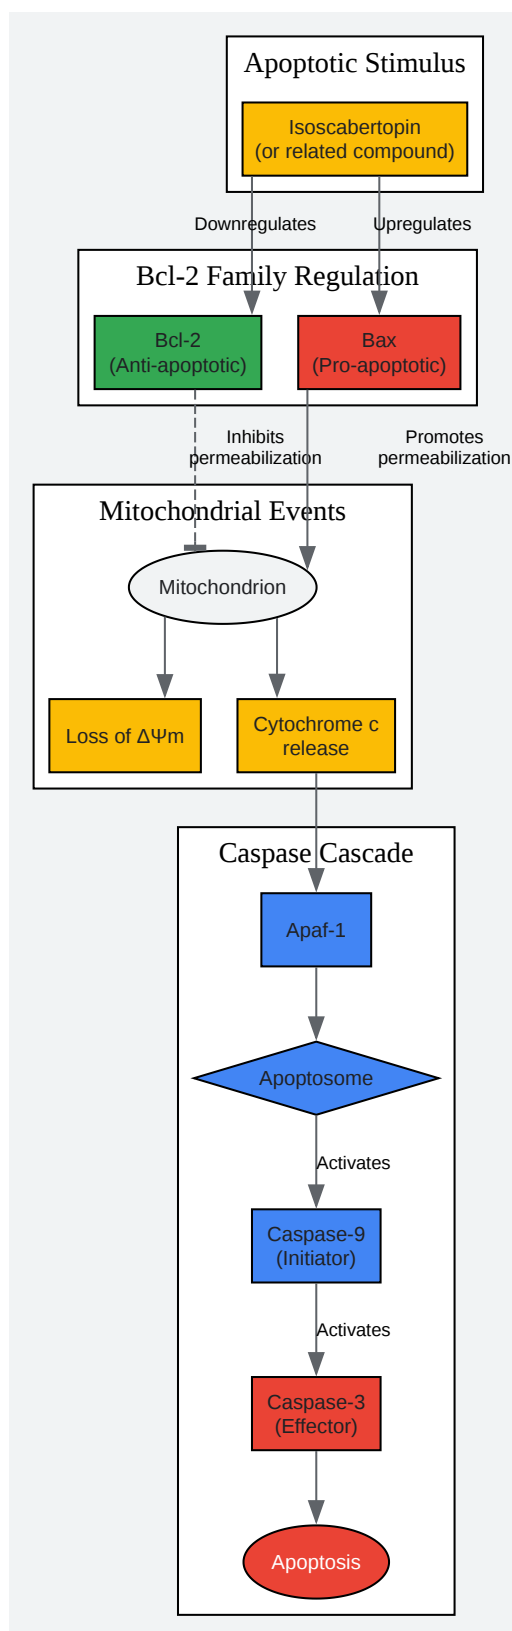 Apoptotic Stimulus
Isoscabertopin
(or related compound)
Downregulates
Upregulates
Bcl-2 Family Regulation
Bcl-2
(Anti-apoptotic)
Bax
(Pro-apoptotic)
Inhibits
permeabilization
Promotes
permeabilization
Mitochondrial Events
Mitochondrion
Loss of ΔΨm
Cytochrome c
release
Caspase Cascade
Apaf-1
Apoptosome
Activates
Caspase-9
(Initiator)
Activates
Caspase-3
(Effector)
Apoptosis